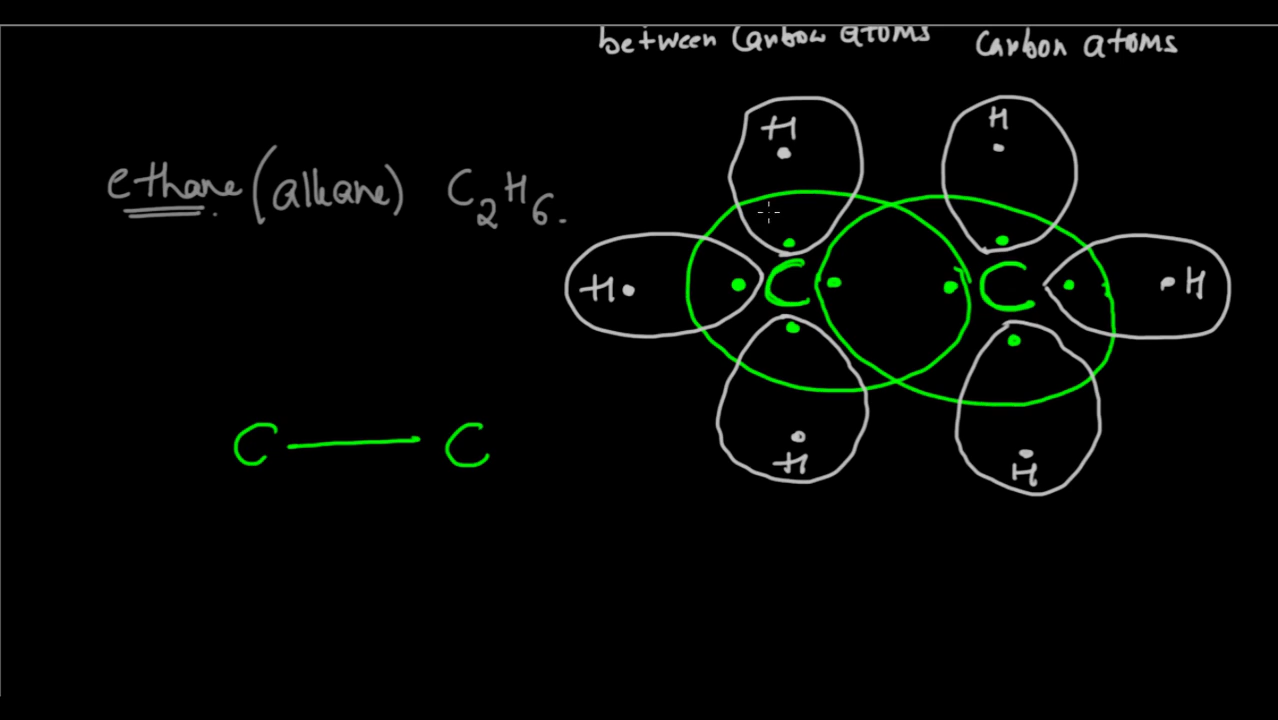 between Carbon atoms
Carbon atoms
ethane (alkane) C₂H₆.
H H
H C C H
H H
C — C